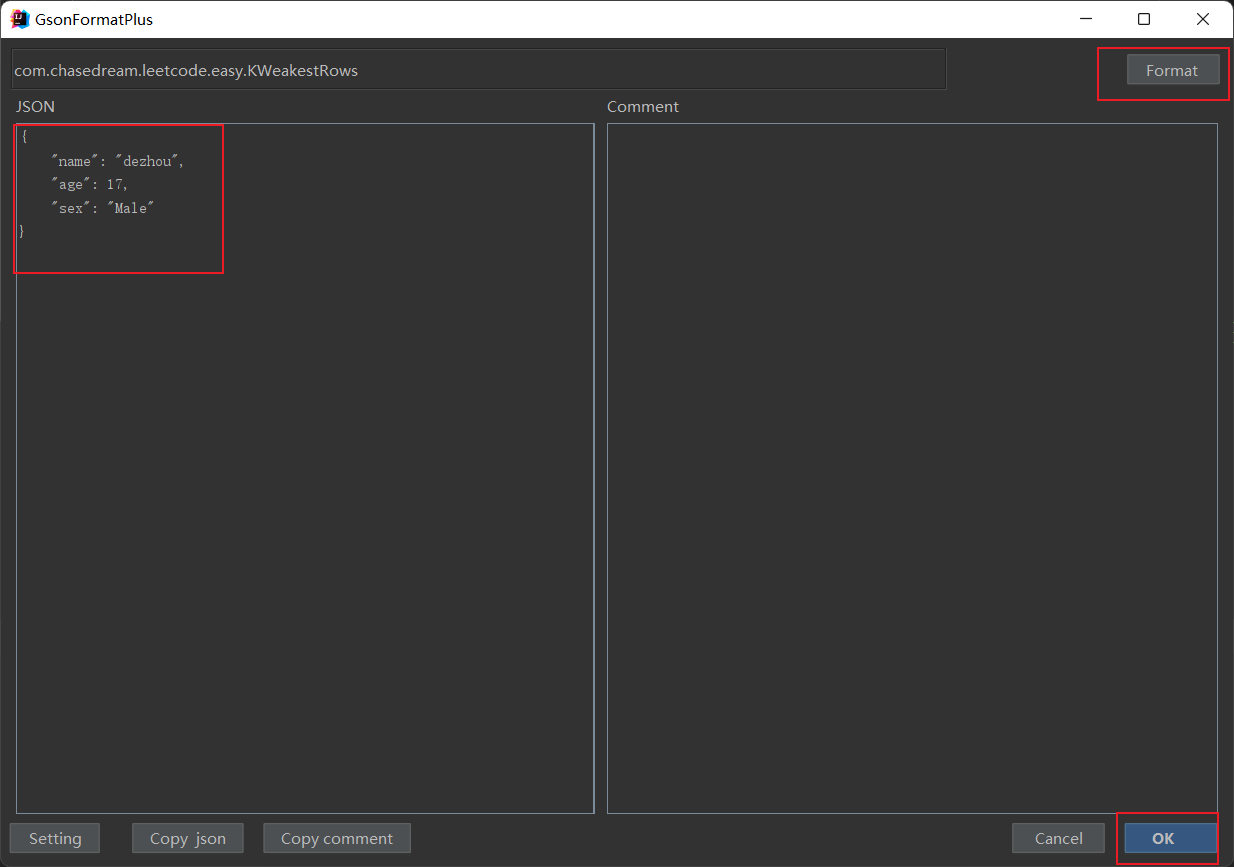 GsonFormatPlus
com.chasedream.leetcode.easy.KWeakestRows
Format
JSON
Comment
{
    "name": "dezhou",
    "age": 17,
    "sex": "Male"
}
Setting
Copy  json
Copy comment
Cancel
OK